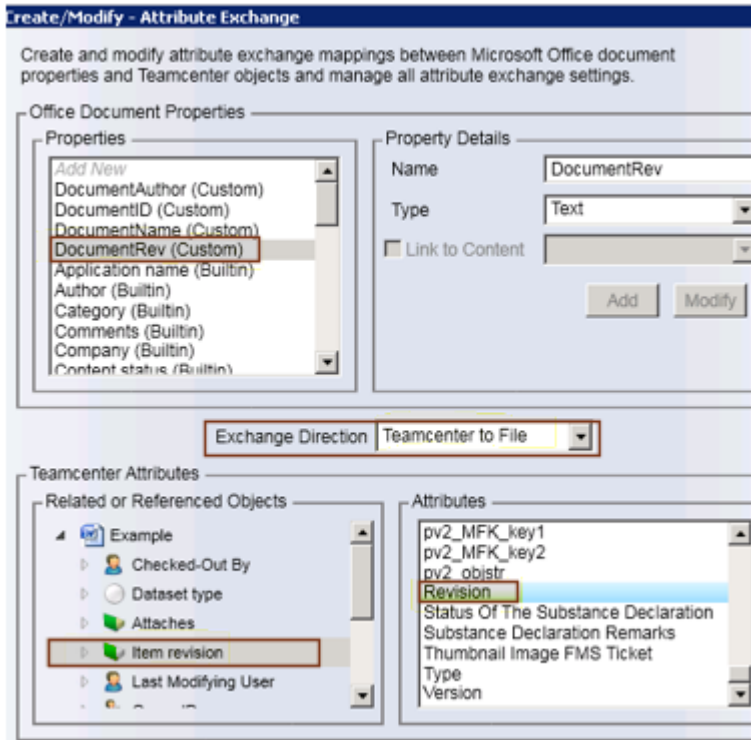 Create/Modify - Attribute Exchange
Create and modify attribute exchange mappings between Microsoft Office document
properties and Teamcenter objects and manage all attribute exchange settings.
Office Document Properties
Properties
Add New
DocumentAuthor (Custom)
DocumentID (Custom)
DocumentName (Custom)
DocumentRev (Custom)
Application name (Builtin)
Author (Builtin)
Category (Builtin)
Comments (Builtin)
Company (Builtin)
Content status (Builtin)
Property Details
Name DocumentRev
Type Text
Link to Content
Add Modify
Exchange Direction Teamcenter to File
Teamcenter Attributes
Related or Referenced Objects
Example
Checked-Out By
Dataset type
Attaches
Item revision
Last Modifying User
Attributes
pv2_MFK_key1
pv2_MFK_key2
pv2_objstr
Revision
Status Of The Substance Declaration
Substance Declaration Remarks
Thumbnail Image FMS Ticket
Type
Version